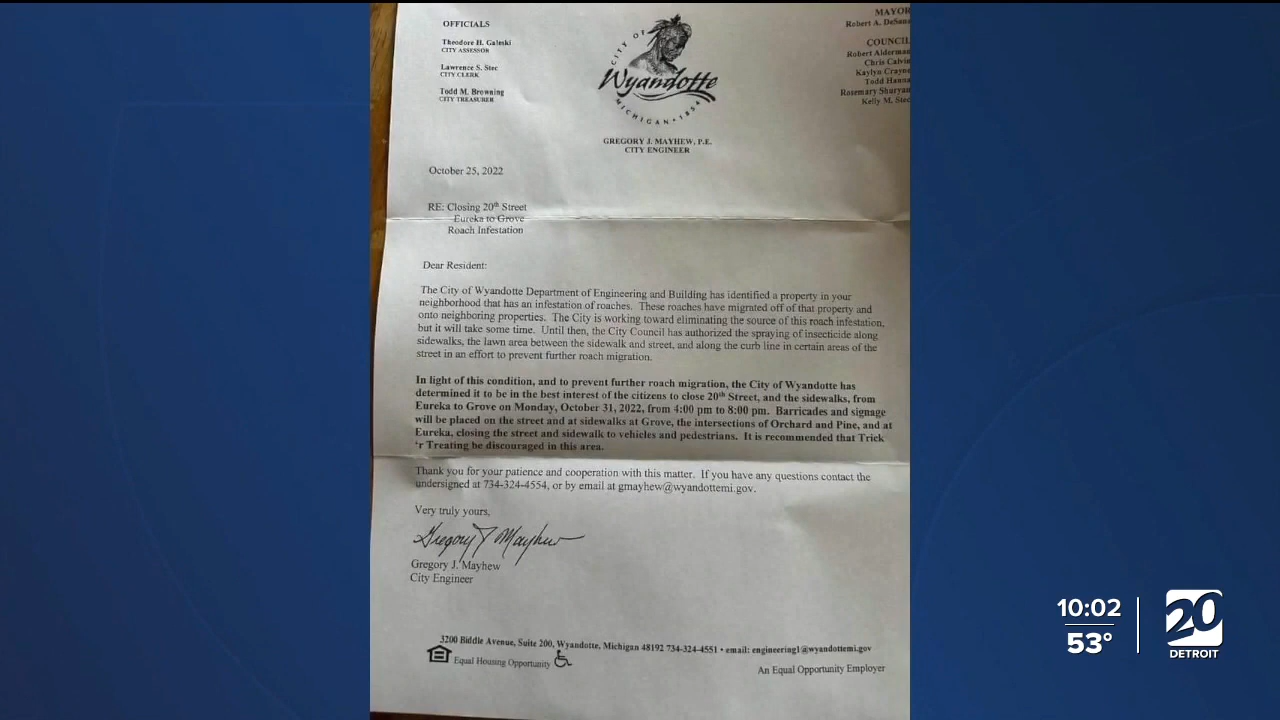 OFFICIALS
Theodore H. Galeski
CITY ASSESSOR
Lawrence S. Stec
CITY CLERK
Todd M. Browning
CITY TREASURER
CITY OF
Wyandotte
MICHIGAN • 1854
GREGORY J. MAYHEW, P.E.
CITY ENGINEER
MAYOR
Robert A. DeSana
COUNCIL
Robert Alderman
Chris Calvin
Kaylyn Crayne
Todd Hanna
Rosemary Shuryan
Kelly M. Stec
October 25, 2022
RE: Closing 20th Street
Eureka to Grove
Roach Infestation
Dear Resident:
The City of Wyandotte Department of Engineering and Building has identified a property in your
neighborhood that has an infestation of roaches. These roaches have migrated off of that property and
onto neighboring properties. The City is working toward eliminating the source of this roach infestation,
but it will take some time. Until then, the City Council has authorized the spraying of insecticide along
sidewalks, the lawn area between the sidewalk and street, and along the curb line in certain areas of the
street in an effort to prevent further roach migration.
In light of this condition, and to prevent further roach migration, the City of Wyandotte has
determined it to be in the best interest of the citizens to close 20th Street, and the sidewalks, from
Eureka to Grove on Monday, October 31, 2022, from 4:00 pm to 8:00 pm. Barricades and signage
will be placed on the street and at sidewalks at Grove, the intersections of Orchard and Pine, and at
Eureka, closing the street and sidewalk to vehicles and pedestrians. It is recommended that Trick
'r Treating be discouraged in this area.
Thank you for your patience and cooperation with this matter. If you have any questions contact the
undersigned at 734-324-4554, or by email at gmayhew@wyandottemi.gov.
Very truly yours,
Gregory J Mayhew
Gregory J. Mayhew
City Engineer
3200 Biddle Avenue, Suite 200, Wyandotte, Michigan 48192 734-324-4551 • email: engineering1@wyandottemi.gov
Equal Housing Opportunity
An Equal Opportunity Employer
10:02
53°
20
DETROIT